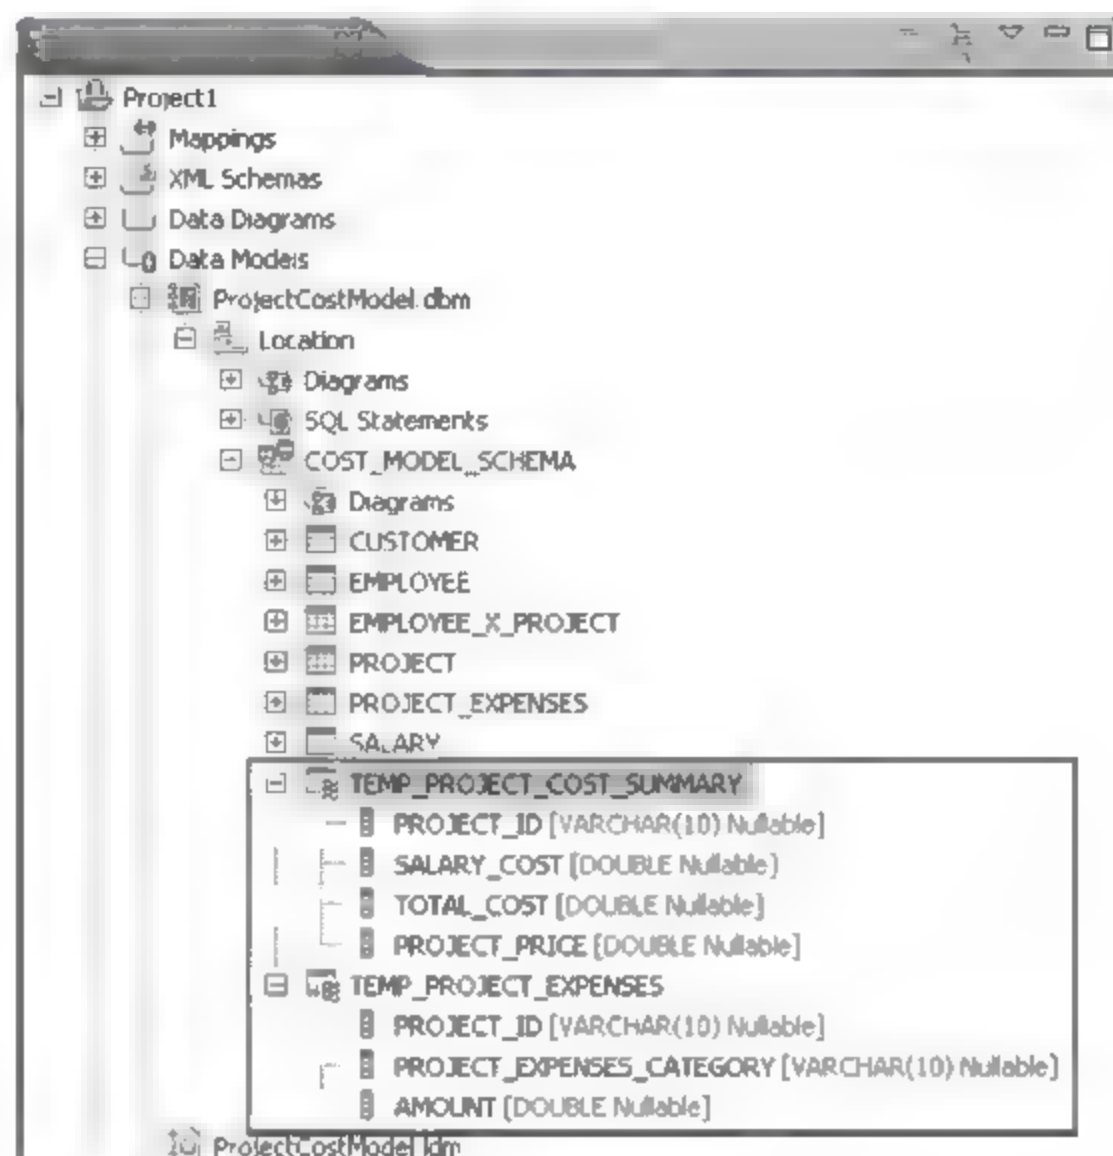 Project1
Mappings
XML Schemas
Data Diagrams
Data Models
ProjectCostModel.dbm
Location
Diagrams
SQL Statements
COST_MODEL_SCHEMA
Diagrams
CUSTOMER
EMPLOYEE
EMPLOYEE_X_PROJECT
PROJECT
PROJECT_EXPENSES
SALARY
TEMP_PROJECT_COST_SUMMARY
PROJECT_ID [VARCHAR(10) Nullable]
SALARY_COST [DOUBLE Nullable]
TOTAL_COST [DOUBLE Nullable]
PROJECT_PRICE [DOUBLE Nullable]
TEMP_PROJECT_EXPENSES
PROJECT_ID [VARCHAR(10) Nullable]
PROJECT_EXPENSES_CATEGORY [VARCHAR(10) Nullable]
AMOUNT [DOUBLE Nullable]
ProjectCostModel.ldm